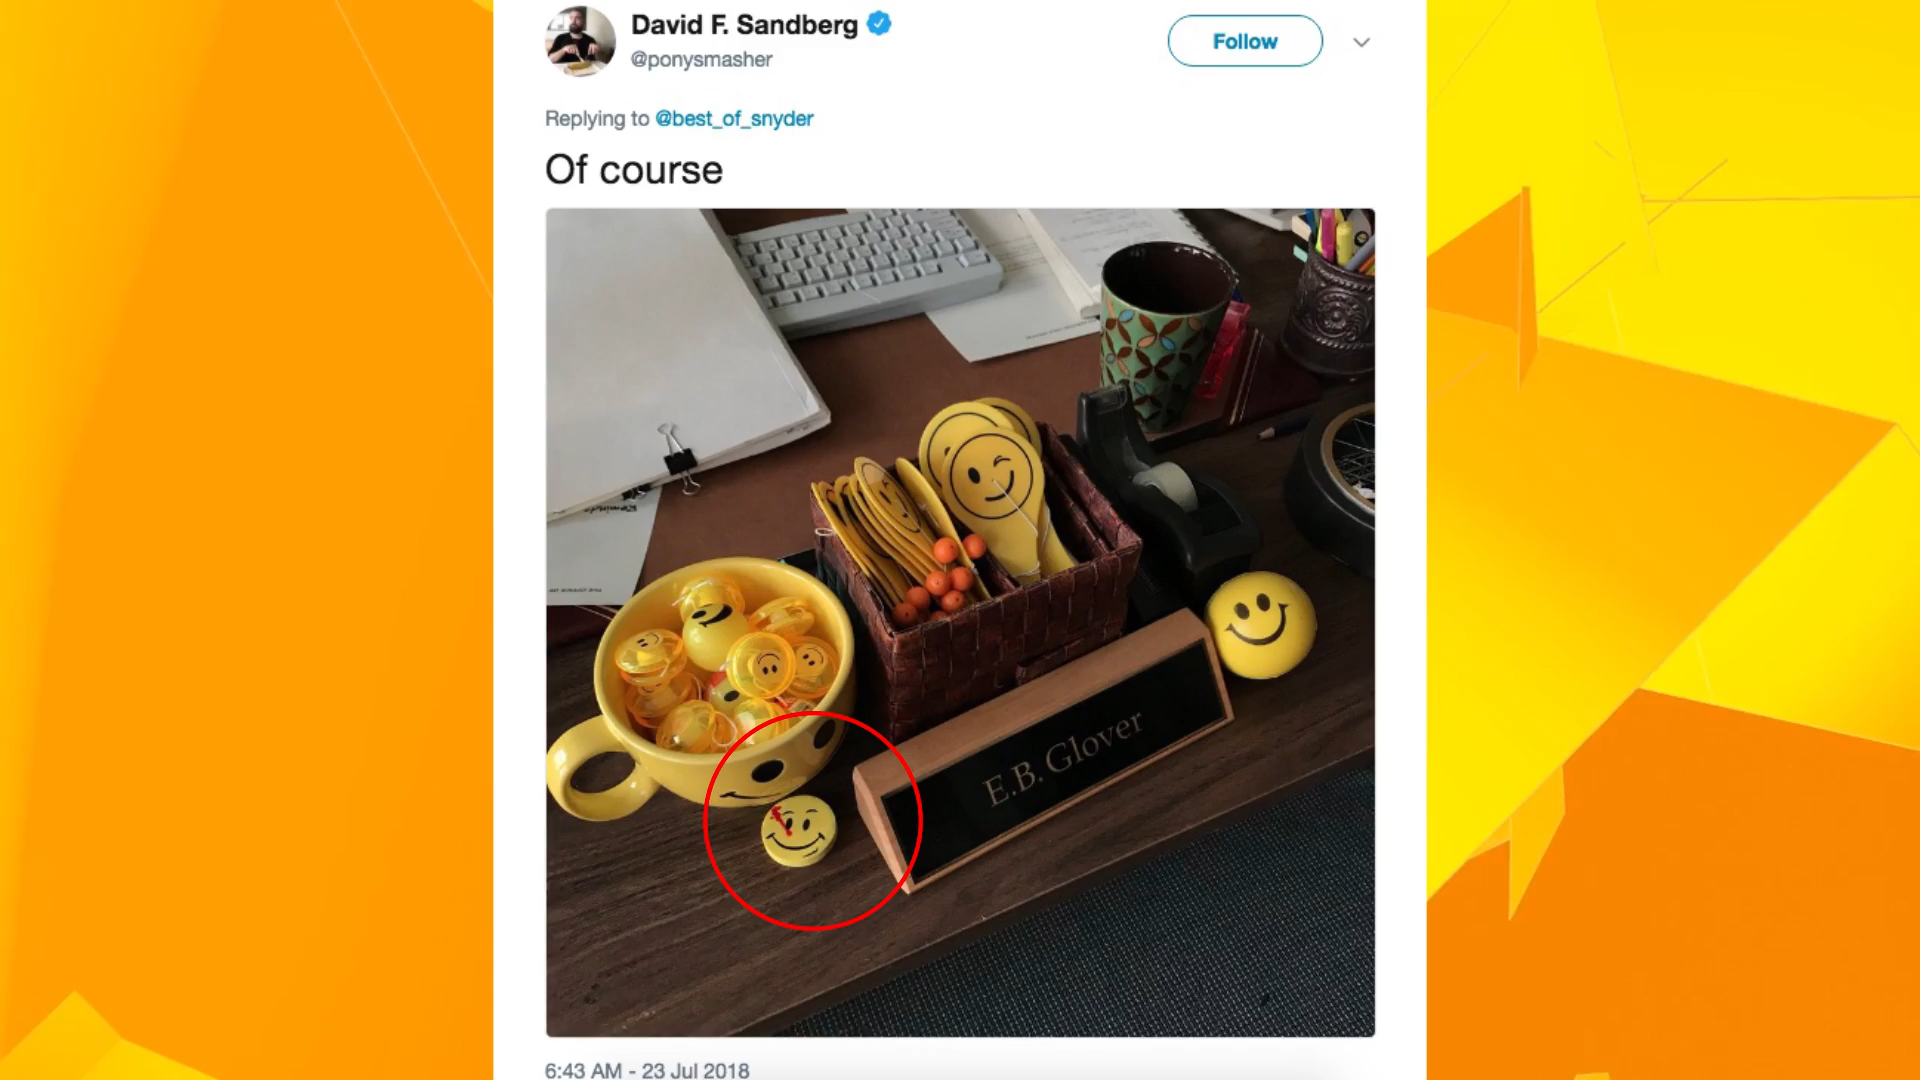 David F. Sandberg
@ponysmasher
Follow
Replying to @best_of_snyder
Of course
E.B. Glover
6:43 AM - 23 Jul 2018